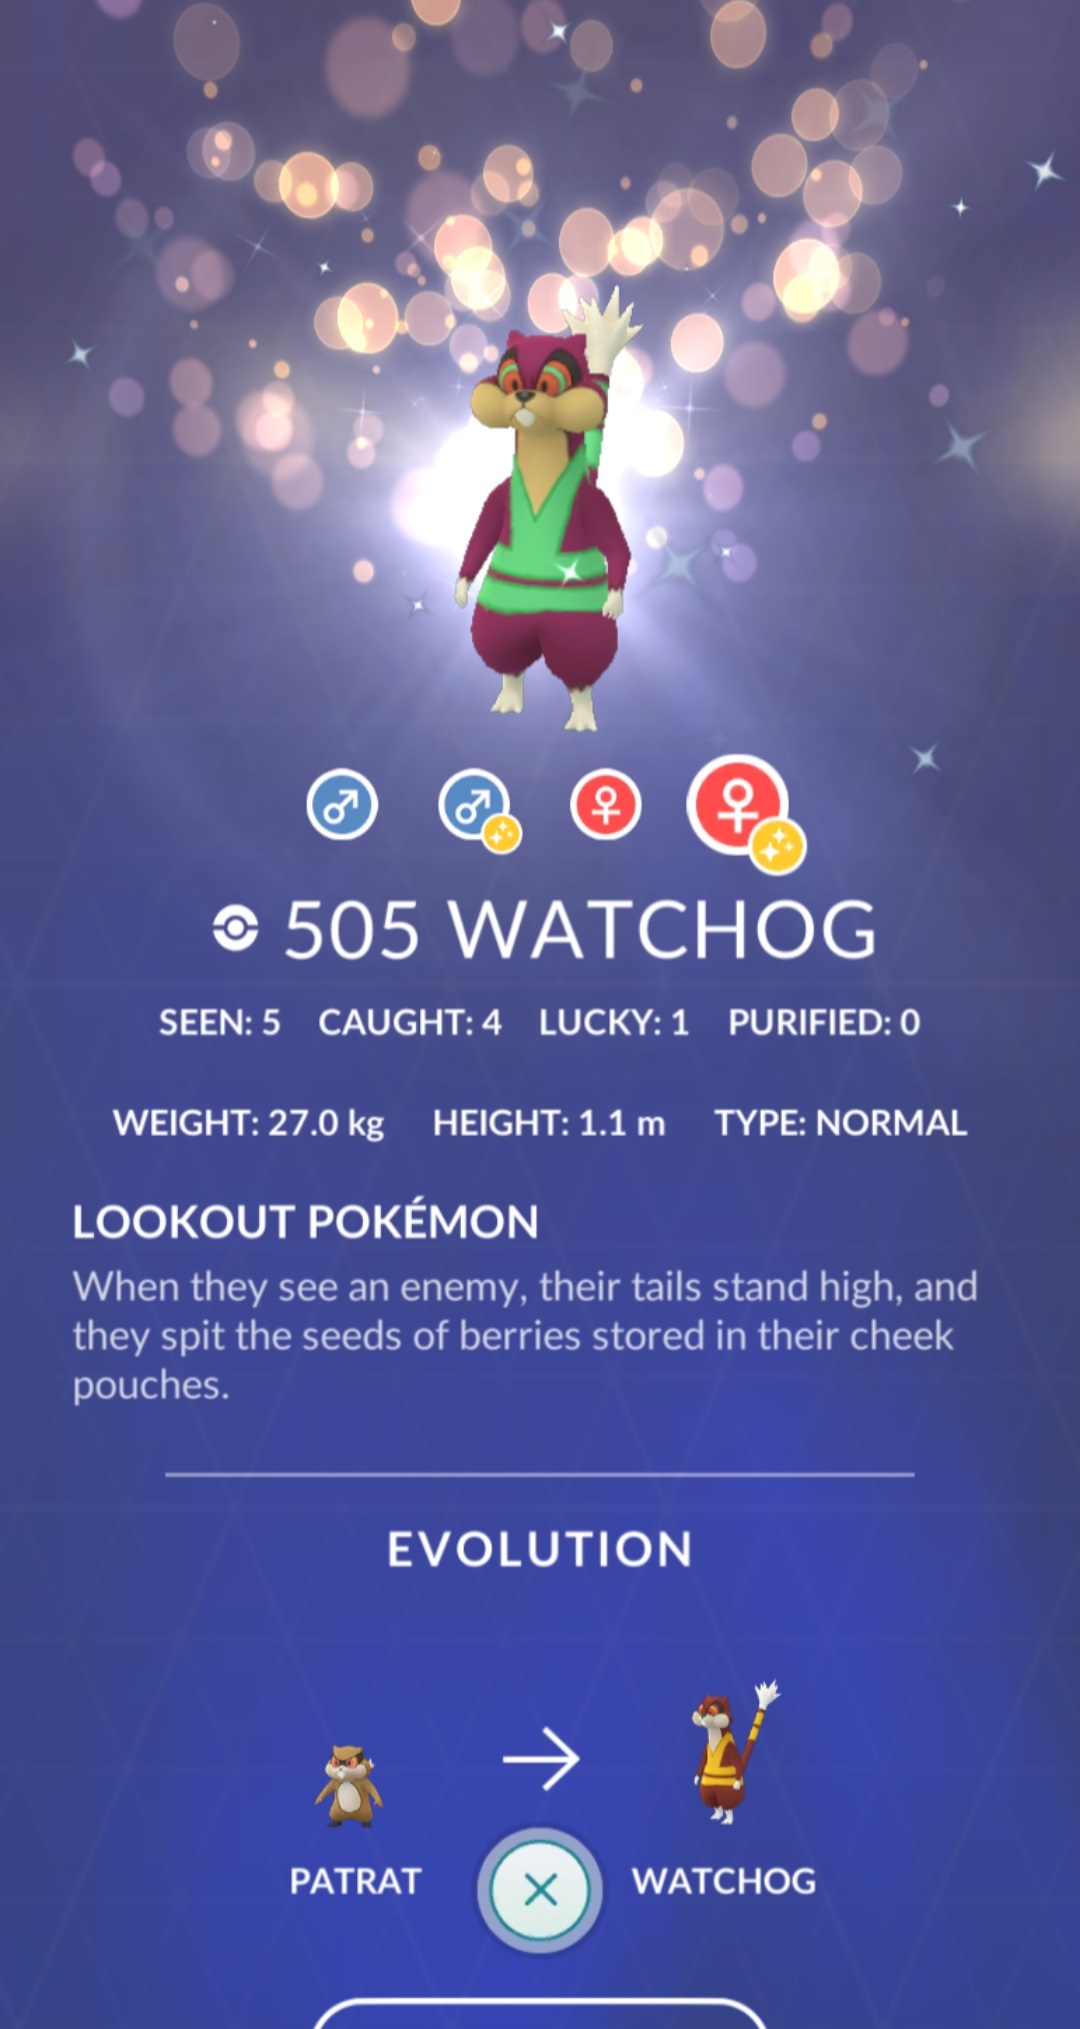 505 WATCHOG
SEEN: 5 CAUGHT: 4 LUCKY: 1 PURIFIED: 0
WEIGHT: 27.0 kg HEIGHT: 1.1 m TYPE: NORMAL
LOOKOUT POKÉMON
When they see an enemy, their tails stand high, and
they spit the seeds of berries stored in their cheek
pouches.
EVOLUTION
PATRAT WATCHOG